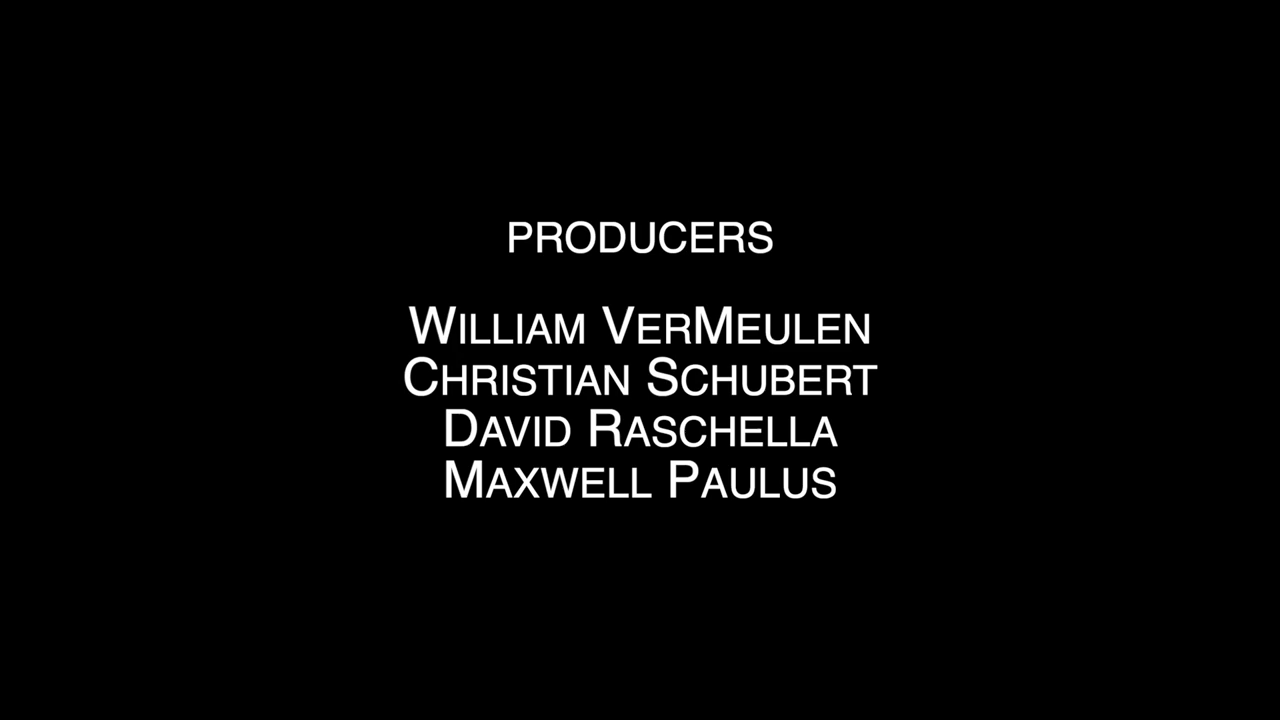 PRODUCERS
WILLIAM VERMEULEN
CHRISTIAN SCHUBERT
DAVID RASCHELLA
MAXWELL PAULUS